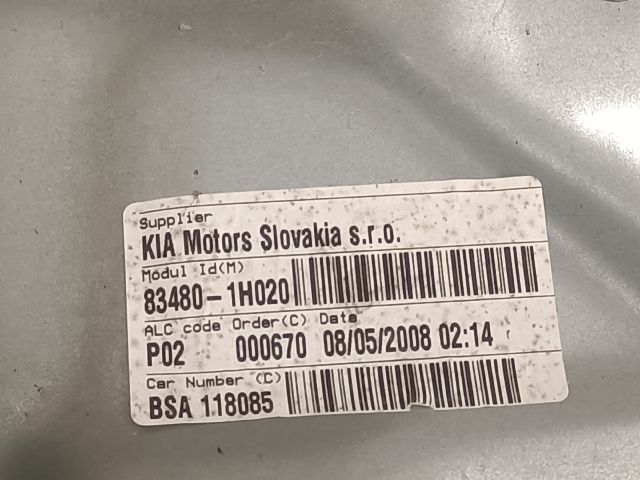 Supplier
KIA Motors Slovakia s.r.o.
Modul Id(M)
83480-1H020
ALC code Order(C) Date
P02 000670 08/05/2008 02:14
Car Number (C)
BSA 118085